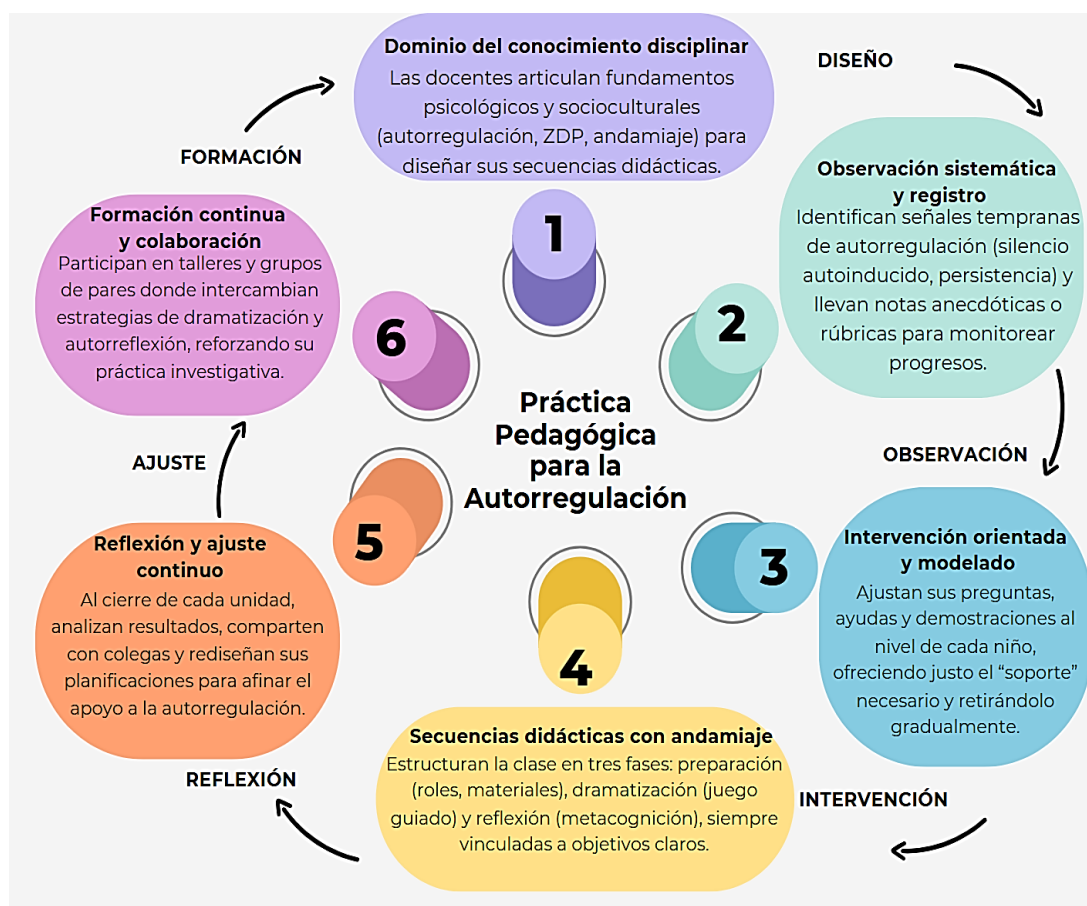 Dominio del conocimiento disciplinar
Las docentes articulan fundamentos
psicológicos y socioculturales
(autorregulación, ZDP, andamiaje) para
diseñar sus secuencias didácticas.
DISEÑO
1
Observación sistemática
y registro
Identifican señales tempranas
de autorregulación (silencio
autoinducido, persistencia) y
llevan notas anecdóticas o
rúbricas para monitorear
progresos.
2
OBSERVACIÓN
Intervención orientada
y modelado
Ajustan sus preguntas,
ayudas y demostraciones al
nivel de cada niño,
ofreciendo justo el “soporte”
necesario y retirándolo
gradualmente.
3
INTERVENCIÓN
Secuencias didácticas con andamiaje
Estructuran la clase en tres fases: preparación
(roles, materiales), dramatización (juego
guiado) y reflexión (metacognición), siempre
vinculadas a objetivos claros.
4
REFLEXIÓN
Reflexión y ajuste
continuo
Al cierre de cada unidad,
analizan resultados, comparten
con colegas y rediseñan sus
planificaciones para afinar el
apoyo a la autorregulación.
5
AJUSTE
Formación continua
y colaboración
Participan en talleres y grupos
de pares donde intercambian
estrategias de dramatización y
autorreflexión, reforzando su
práctica investigativa.
6
FORMACIÓN
Práctica
Pedagógica
para la
Autorregulación